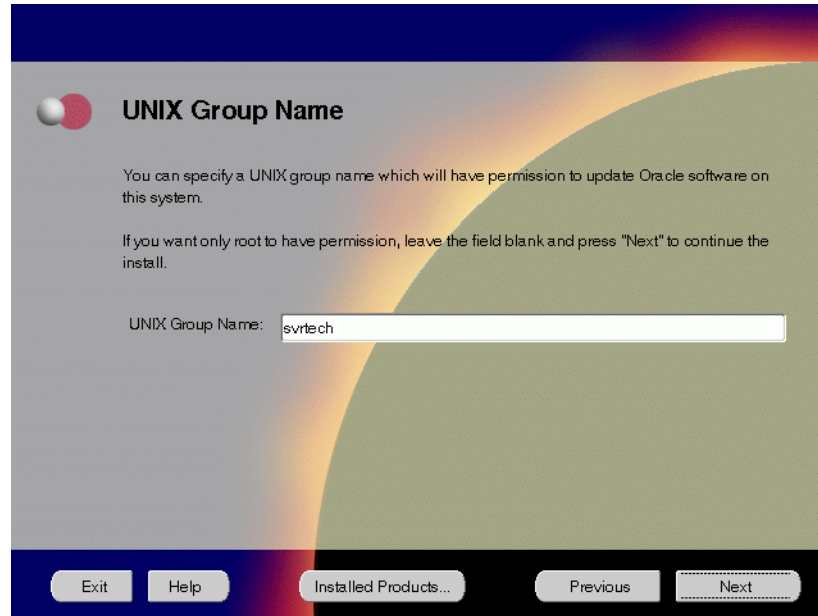 UNIX Group Name
You can specify a UNIX group name which will have permission to update Oracle software on
this system.
If you want only root to have permission, leave the field blank and press "Next" to continue the
install.
UNIX Group Name: svrtech
Exit Help Installed Products... Previous Next